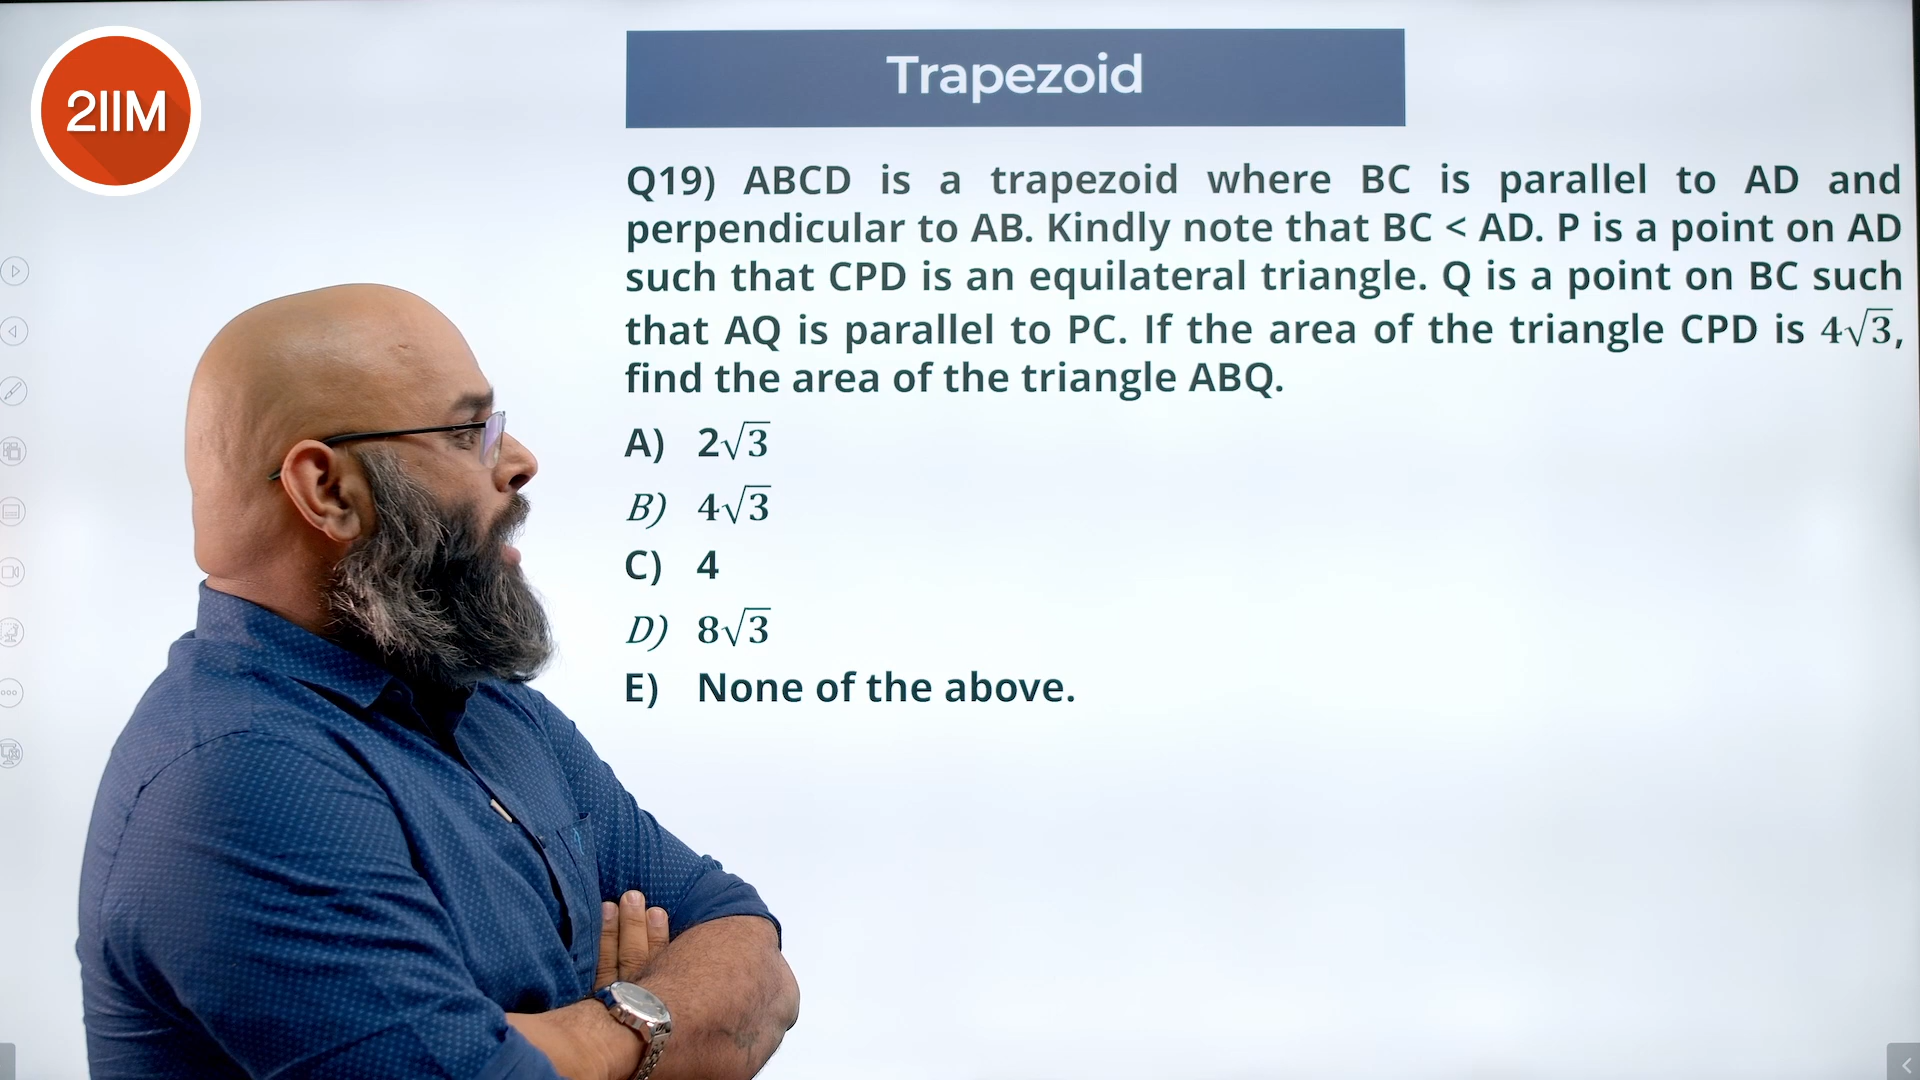 2IIM
Trapezoid
Q19) ABCD is a trapezoid where BC is parallel to AD and
perpendicular to AB. Kindly note that BC < AD. P is a point on AD
such that CPD is an equilateral triangle. Q is a point on BC such
that AQ is parallel to PC. If the area of the triangle CPD is 4√3,
find the area of the triangle ABQ.
A) 2√3
B) 4√3
C) 4
D) 8√3
E) None of the above.